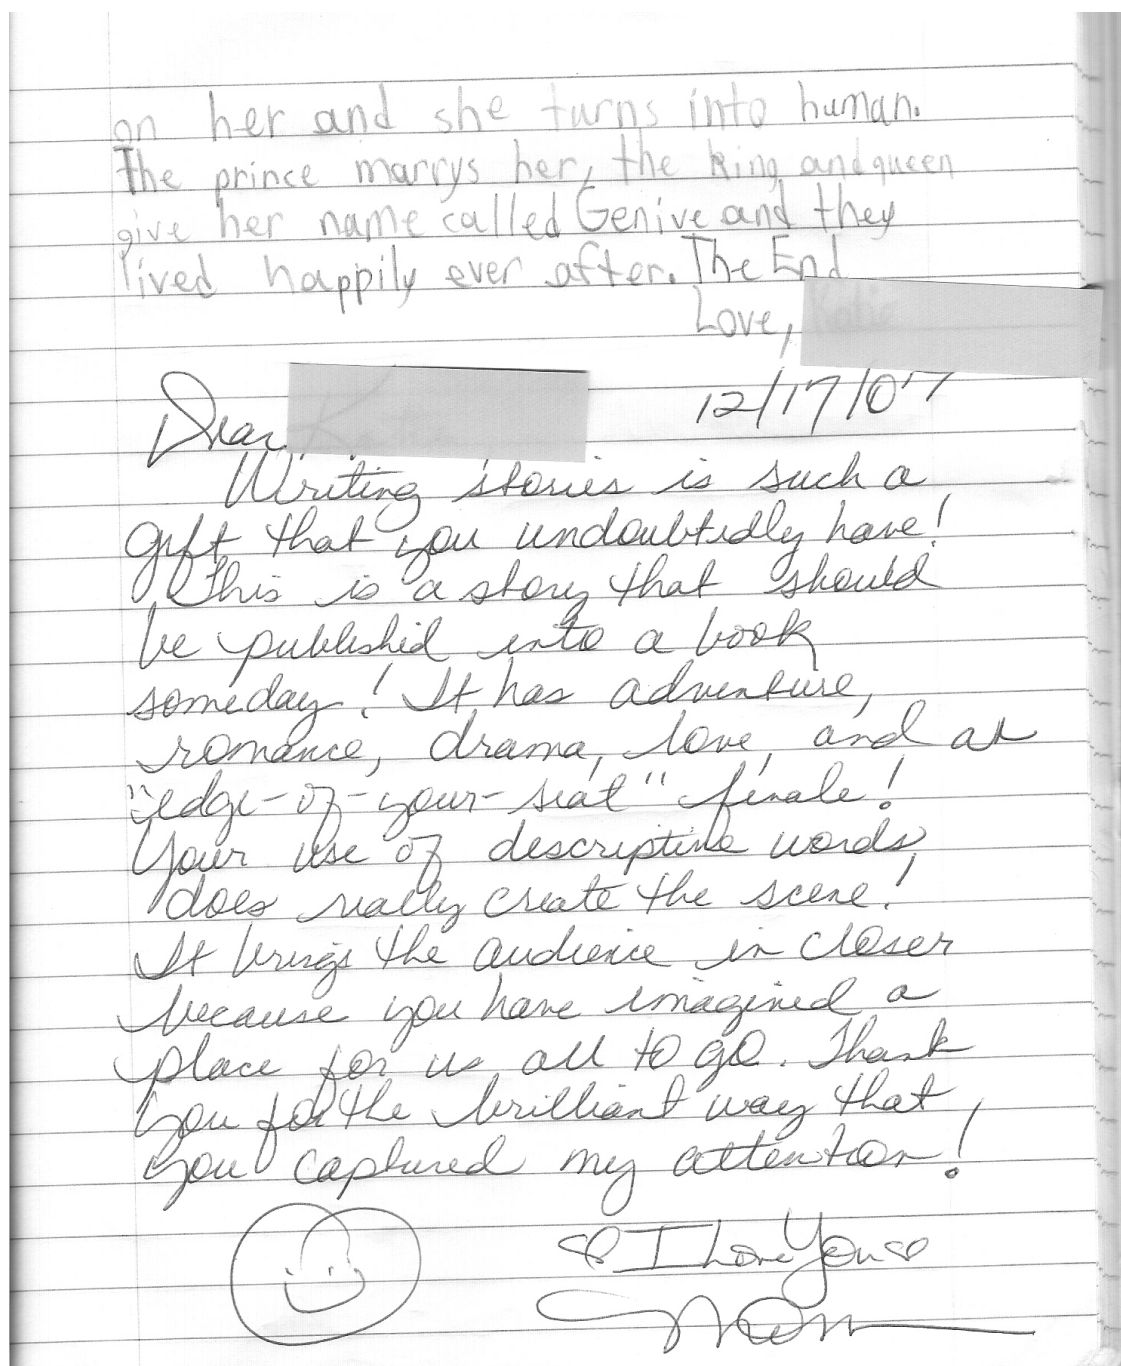 on her and she turns into human.
The prince marrys her, the king and queen
give her name called Genive and they
lived happily ever after. The End
Love,
12/17/07
Dear
Writing stories is such a
gift that you undoubtedly have!
This is a story that should
be published into a book
someday! It has adventure,
romance, drama, love, and an
"edge-of-your-seat" finale!
Your use of descriptive words
does really create the scene!
It brings the audience in closer
because you have imagined a
place for us all to go. Thank
you for the brilliant way that
you captured my attention!
♡ I Love You ♡
Mom